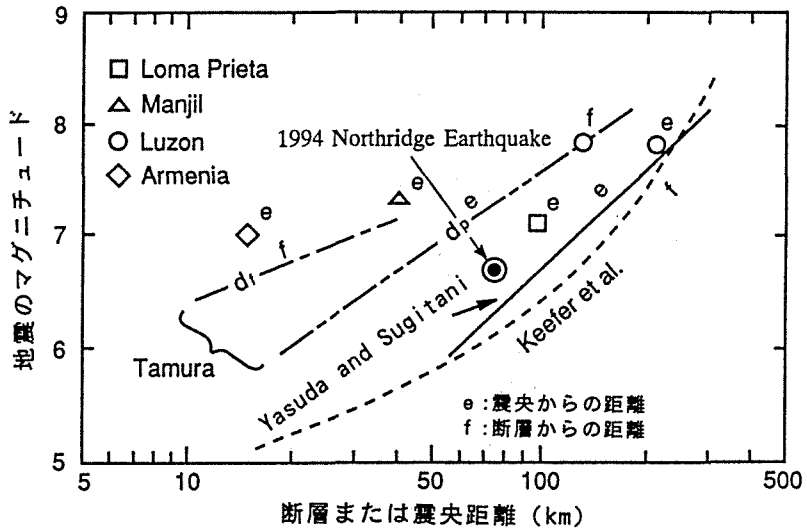 9
8
7
6
5
地震のマグニチュード
□ Loma Prieta
△ Manjil
○ Luzon
◇ Armenia
1994 Northridge Earthquake
f
e
e
e
e
e
e
f
f
df
dp
Tamura
Yasuda and Sugitani
Keefer et al.
e :震央からの距離
f :断層からの距離
5
10
50
100
500
断層または震央距離 (km)